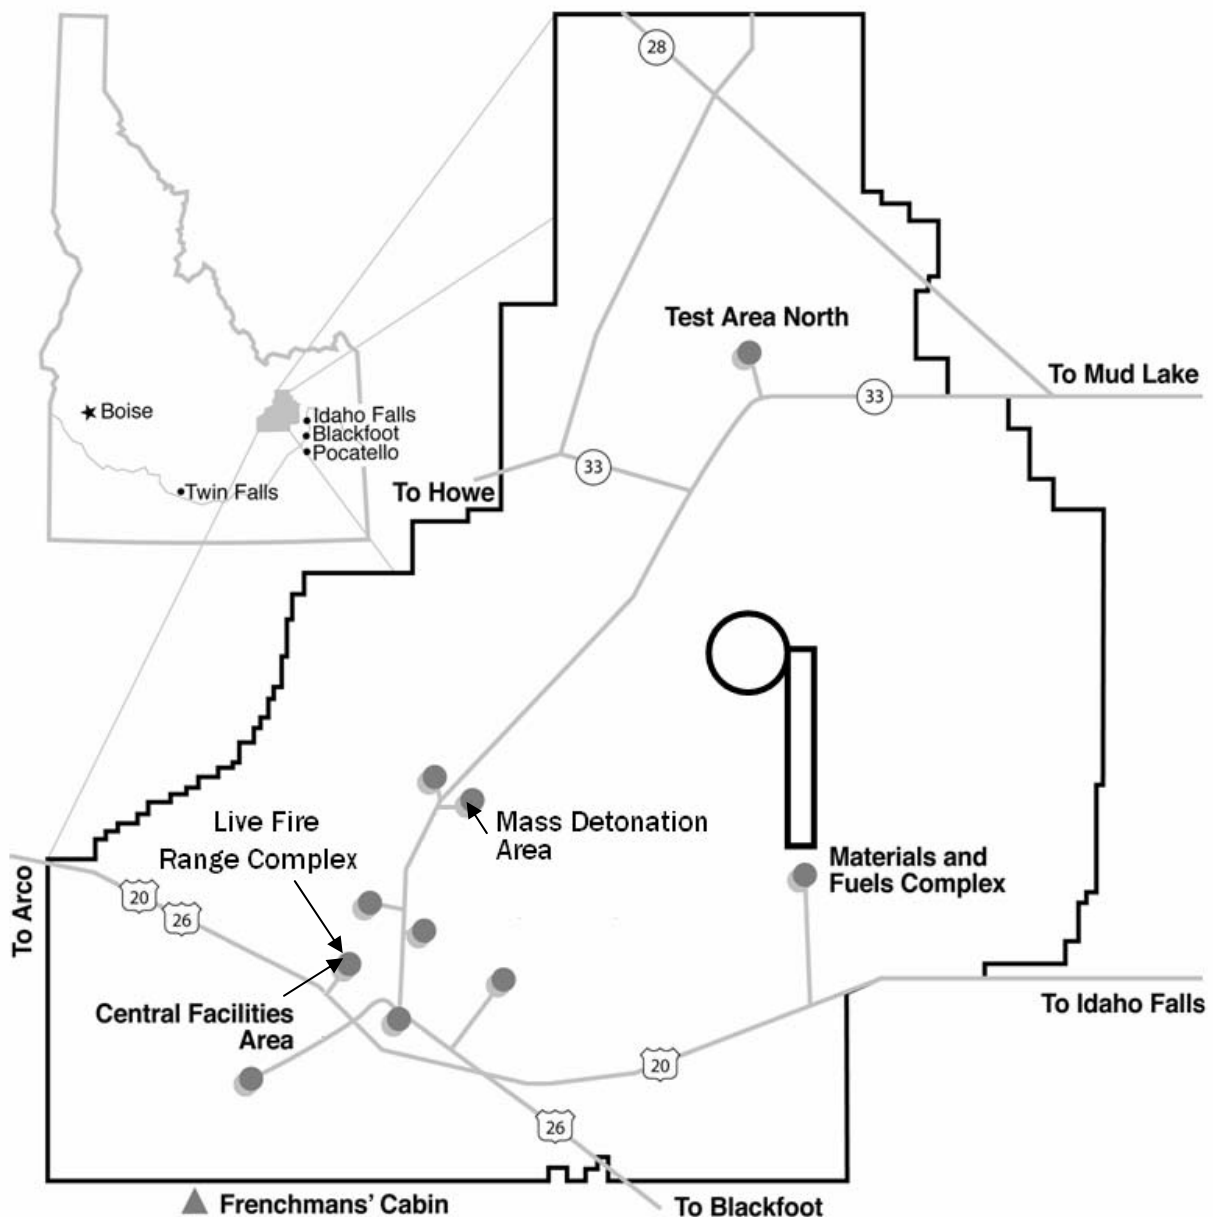 28
Test Area North
To Mud Lake
33
Boise
Idaho Falls
Blackfoot
Pocatello
Twin Falls
33
To Howe
Live Fire
Range Complex
Mass Detonation
Area
Materials and
Fuels Complex
To Arco
20
26
Central Facilities
Area
To Idaho Falls
20
26
Frenchmans' Cabin
To Blackfoot